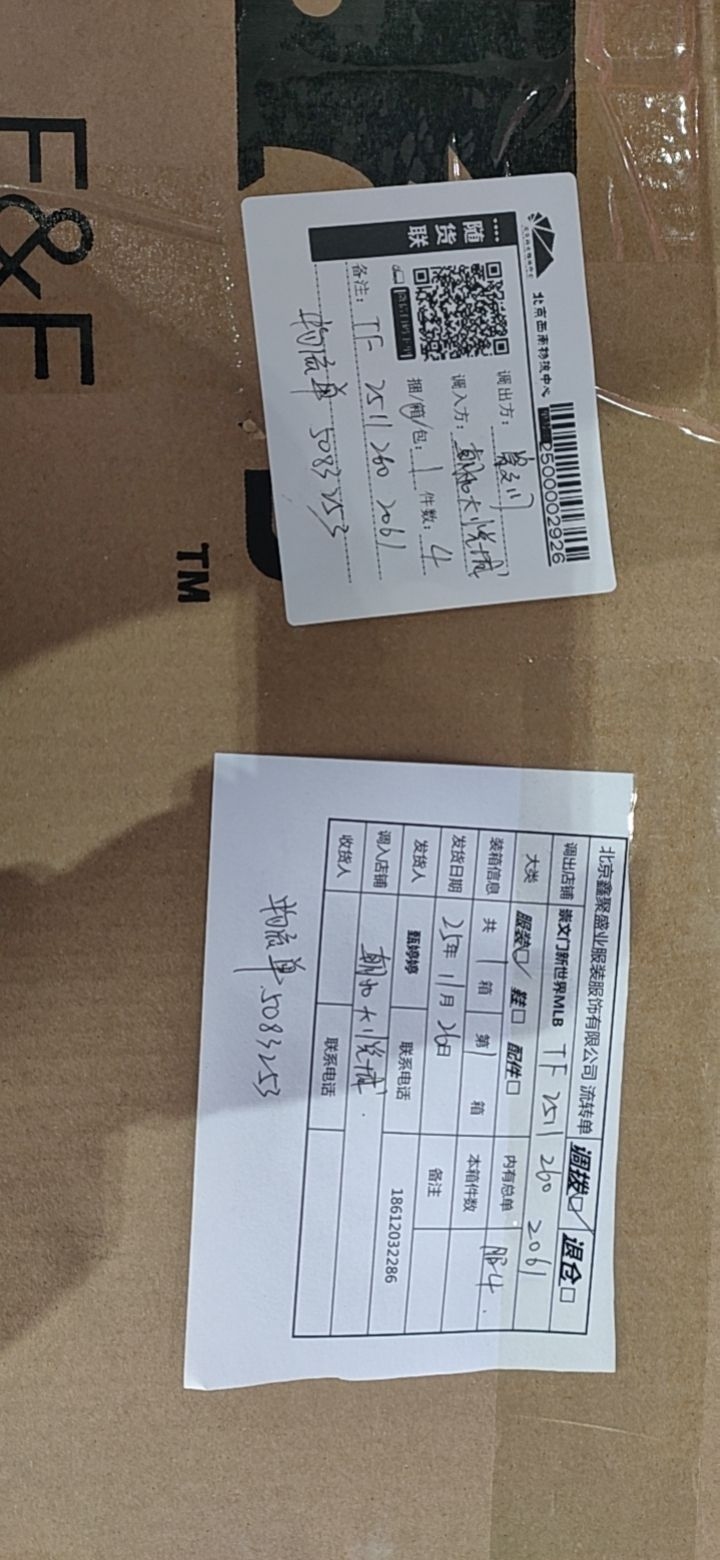 F&F
TM
北京西南物流中心
2500002926
随货联
调出方：崇文门
调入方：朝阳大悦城
捆/箱/包：1 件数：4
备注：TF 2511 260 2061
物流单 5083253
北京鑫聚盛业服装服饰有限公司 流转单 调拨☑ 退仓□
调出店铺 崇文门新世界MLB TF 2511 260 2061
大类 服装☑ 鞋□ 配件□
装箱信息 共 1 箱 第 1 箱 内有总单
发货日期 25年 11月 26日 本箱件数 服4
发货人 甄婷婷 联系电话 备注 18612032286
调入店铺 朝阳大悦城
收货人 联系电话
物流单 5083253